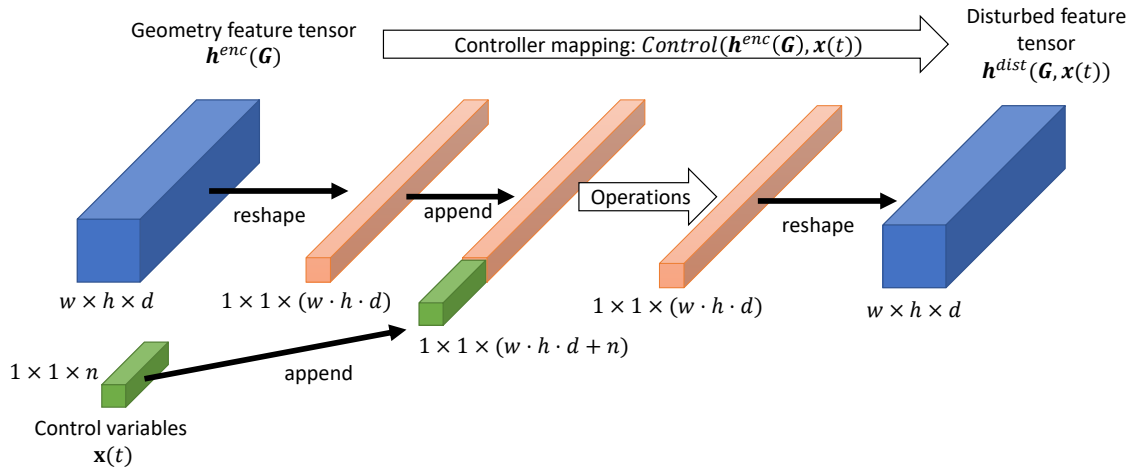 Geometry feature tensor
𝒉^{enc}(𝑮)
Controller mapping: 𝐶𝑜𝑛𝑡𝑟𝑜𝑙(𝒉^{enc}(𝑮), 𝒙(𝑡))
Disturbed feature
tensor
𝒉^{dist}(𝑮, 𝒙(𝑡))
reshape
append
Operations
reshape
𝑤 × ℎ × 𝑑
1 × 1 × (𝑤 · ℎ · 𝑑)
1 × 1 × (𝑤 · ℎ · 𝑑 + 𝑛)
1 × 1 × (𝑤 · ℎ · 𝑑)
𝑤 × ℎ × 𝑑
1 × 1 × 𝑛
append
Control variables
𝐱(𝑡)